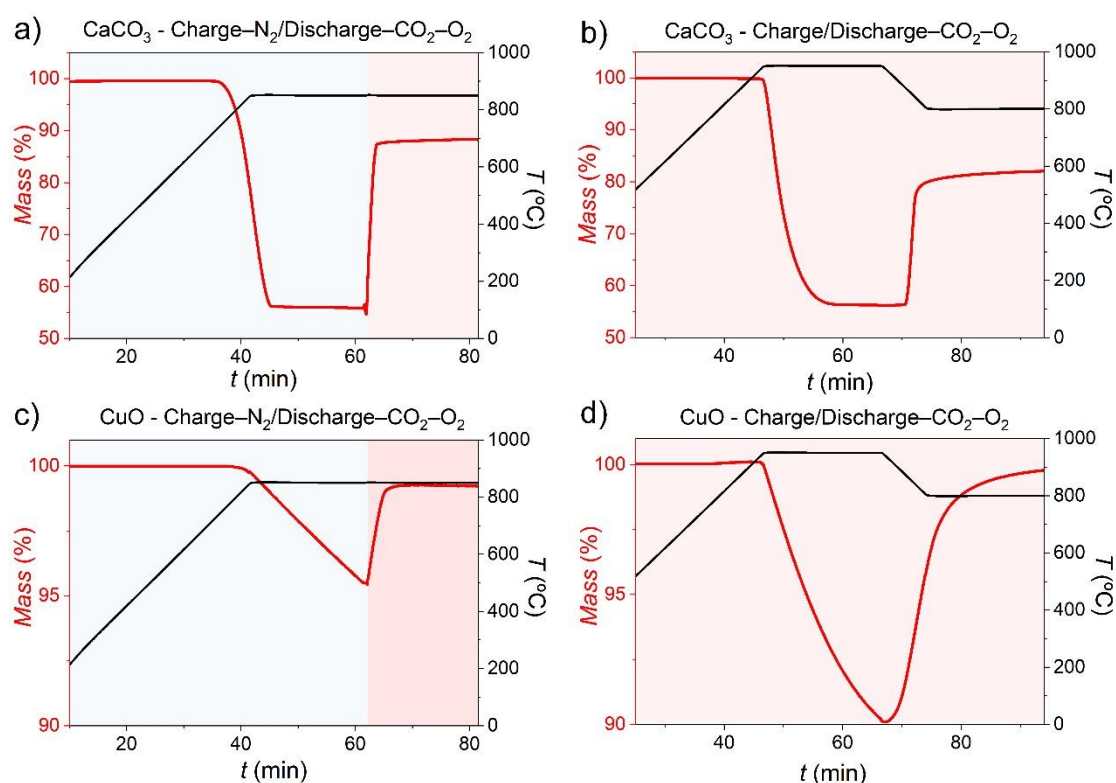 a) CaCO₃ - Charge–N₂/Discharge–CO₂–O₂
100
90
80
70
60
50
Mass (%)
1000
800
600
400
200
0
T (ºC)
20 40 60 80
t (min)
b) CaCO₃ - Charge/Discharge–CO₂–O₂
100
90
80
70
60
50
Mass (%)
1000
800
600
400
200
0
T (ºC)
40 60 80
t (min)
c) CuO - Charge–N₂/Discharge–CO₂–O₂
100
95
90
Mass (%)
1000
800
600
400
200
0
T (ºC)
20 40 60 80
t (min)
d) CuO - Charge/Discharge–CO₂–O₂
100
95
90
Mass (%)
1000
800
600
400
200
0
T (ºC)
40 60 80
t (min)